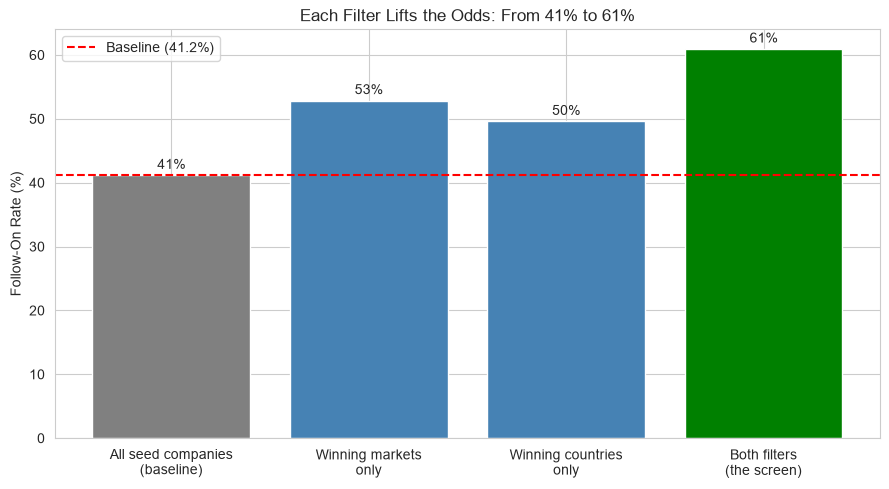 Each Filter Lifts the Odds: From 41% to 61%
Baseline (41.2%)
Follow-On Rate (%)
60
50
40
30
20
10
0
41%
53%
50%
61%
All seed companies
(baseline)
Winning markets
only
Winning countries
only
Both filters
(the screen)